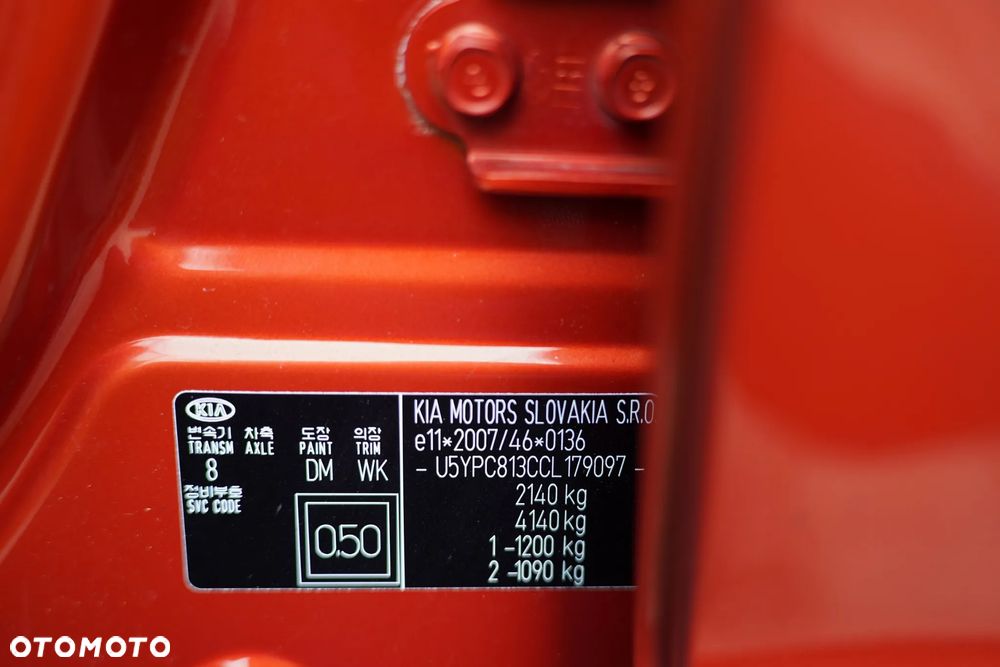 KIA
변속기 차축 도장 의장
TRANSM AXLE PAINT TRIM
8 DM WK
정비부호
SVC CODE
0.50
KIA MOTORS SLOVAKIA S.R.O
e11*2007/46*0136
- U5YPC813CCL179097 -
2140 kg
4140 kg
1 -1200 kg
2 -1090 kg
OTOMOTO